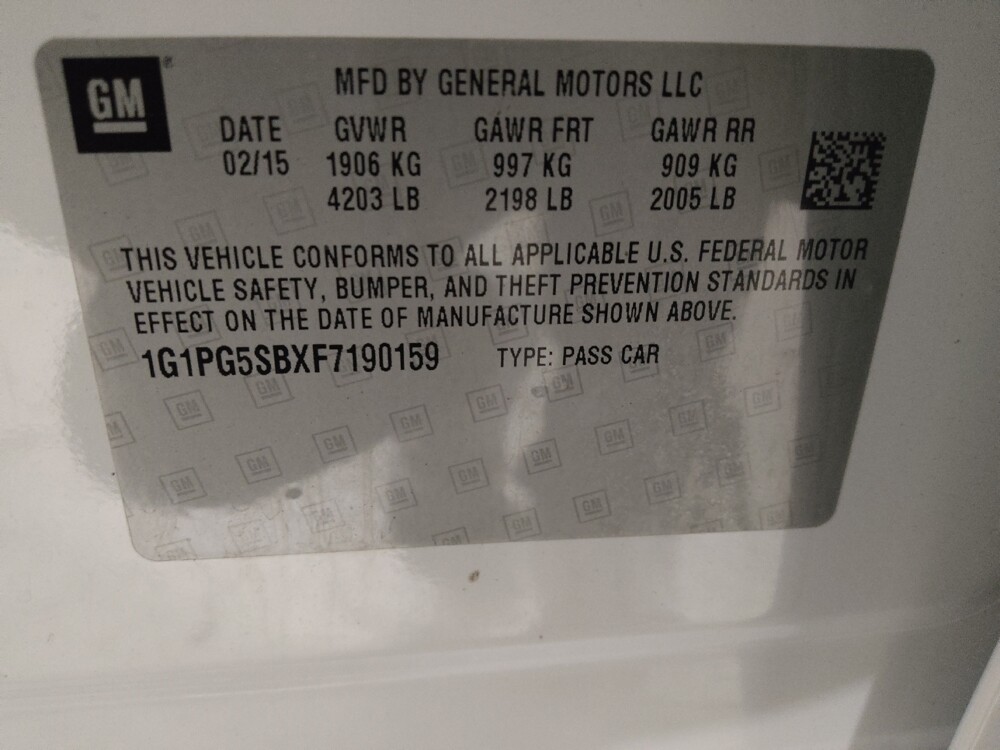 GM
MFD BY GENERAL MOTORS LLC
DATE GVWR GAWR FRT GAWR RR
02/15 1906 KG 997 KG 909 KG
4203 LB 2198 LB 2005 LB
THIS VEHICLE CONFORMS TO ALL APPLICABLE U.S. FEDERAL MOTOR
VEHICLE SAFETY, BUMPER, AND THEFT PREVENTION STANDARDS IN
EFFECT ON THE DATE OF MANUFACTURE SHOWN ABOVE.
1G1PG5SBXF7190159 TYPE: PASS CAR